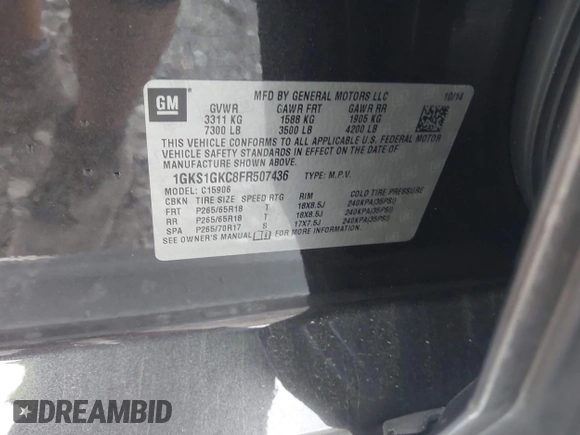 GM
MFD BY GENERAL MOTORS LLC 10/14
GVWR GAWR FRT GAWR RR
3311 KG 1588 KG 1905 KG
7300 LB 3500 LB 4200 LB
THIS VEHICLE CONFORMS TO ALL APPLICABLE U.S. FEDERAL MOTOR
VEHICLE SAFETY STANDARDS IN EFFECT ON THE DATE OF
MANUFACTURE SHOWN ABOVE.
1GKS1GKC8FR507436 TYPE: M.P.V.
MODEL: C15906
CBKN TIRE SIZE SPEED RTG RIM COLD TIRE PRESSURE
FRT P265/65R18 T 18X8.5J 240KPA(35PSI)
RR P265/65R18 T 18X8.5J 240KPA(35PSI)
SPA P265/70R17 S 17X7.5J 240KPA(35PSI)
SEE OWNER'S MANUAL FOR MORE INFORMATION
DREAMBID